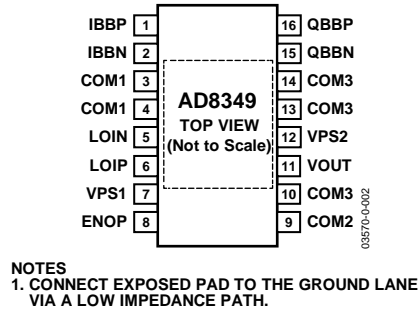 IBBP 1
IBBN 2
COM1 3
COM1 4
LOIN 5
LOIP 6
VPS1 7
ENOP 8
AD8349
TOP VIEW
(Not to Scale)
16 QBBP
15 QBBN
14 COM3
13 COM3
12 VPS2
11 VOUT
10 COM3
9 COM2
03570-0-002
NOTES
1. CONNECT EXPOSED PAD TO THE GROUND LANE
VIA A LOW IMPEDANCE PATH.